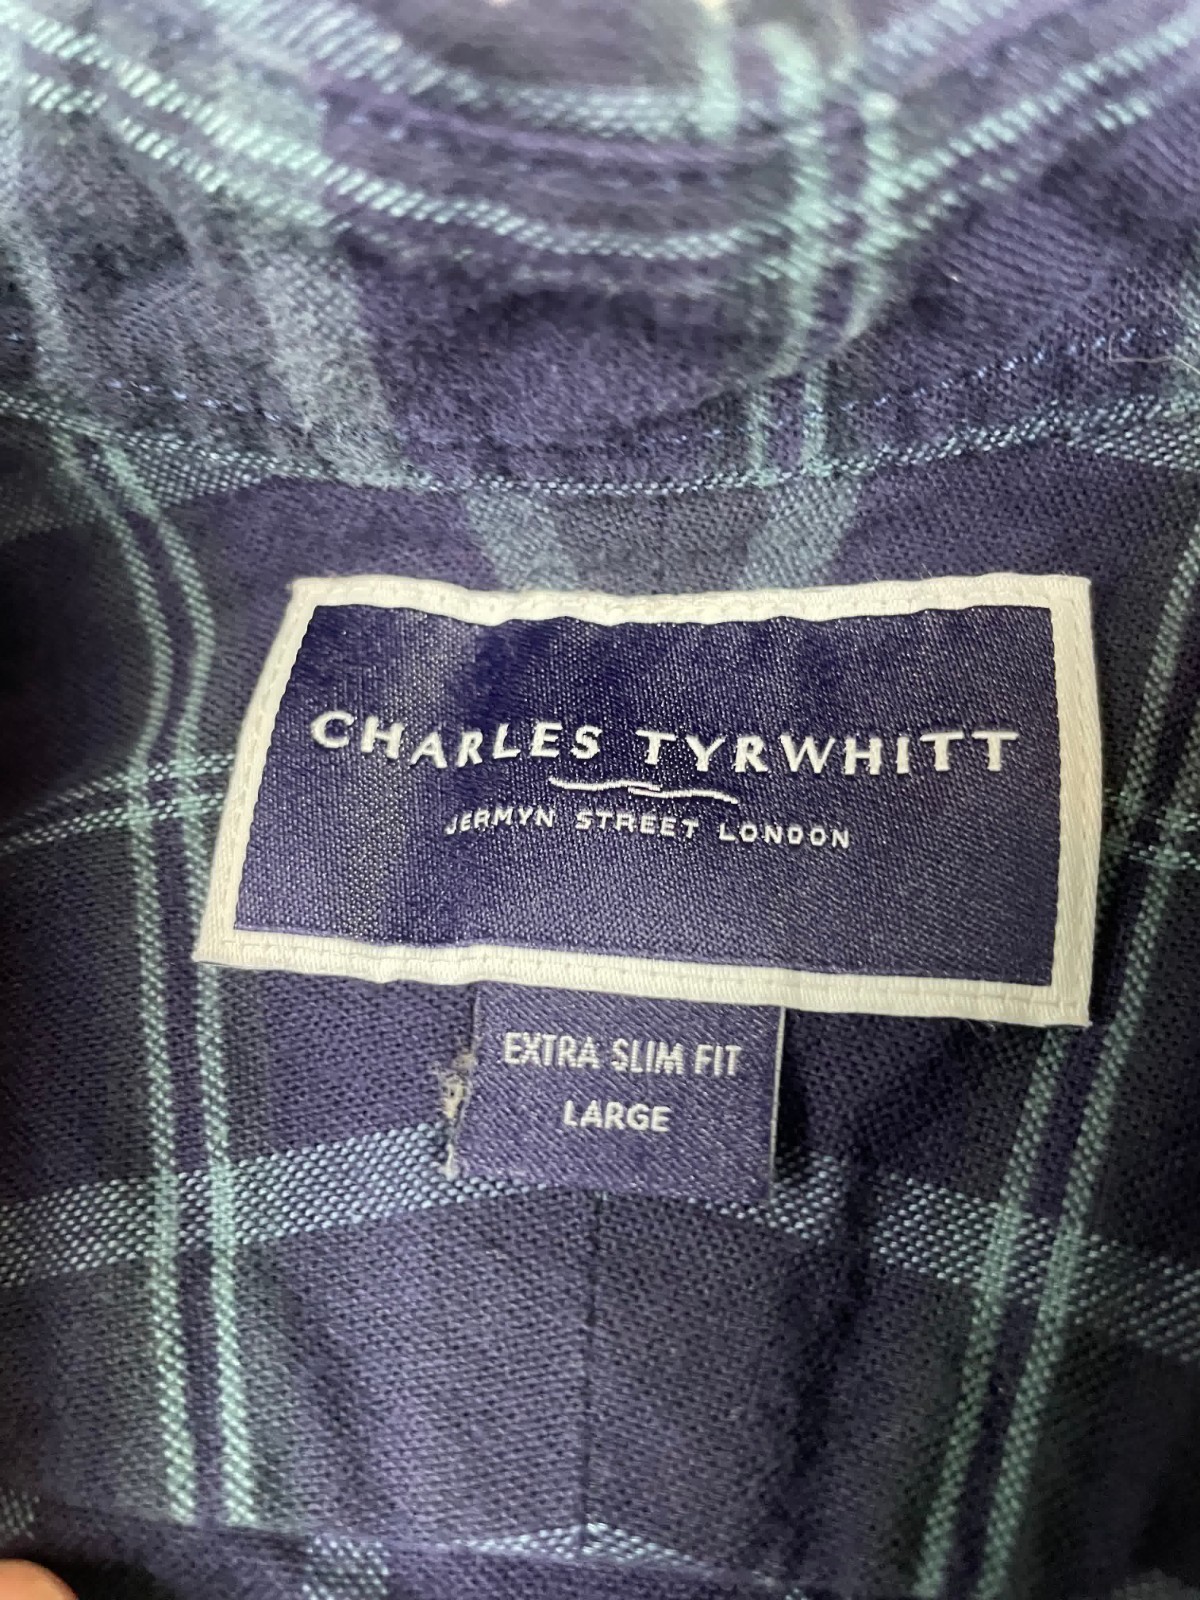 CHARLES TYRWHITT
JERMYN STREET LONDON
EXTRA SLIM FIT
LARGE